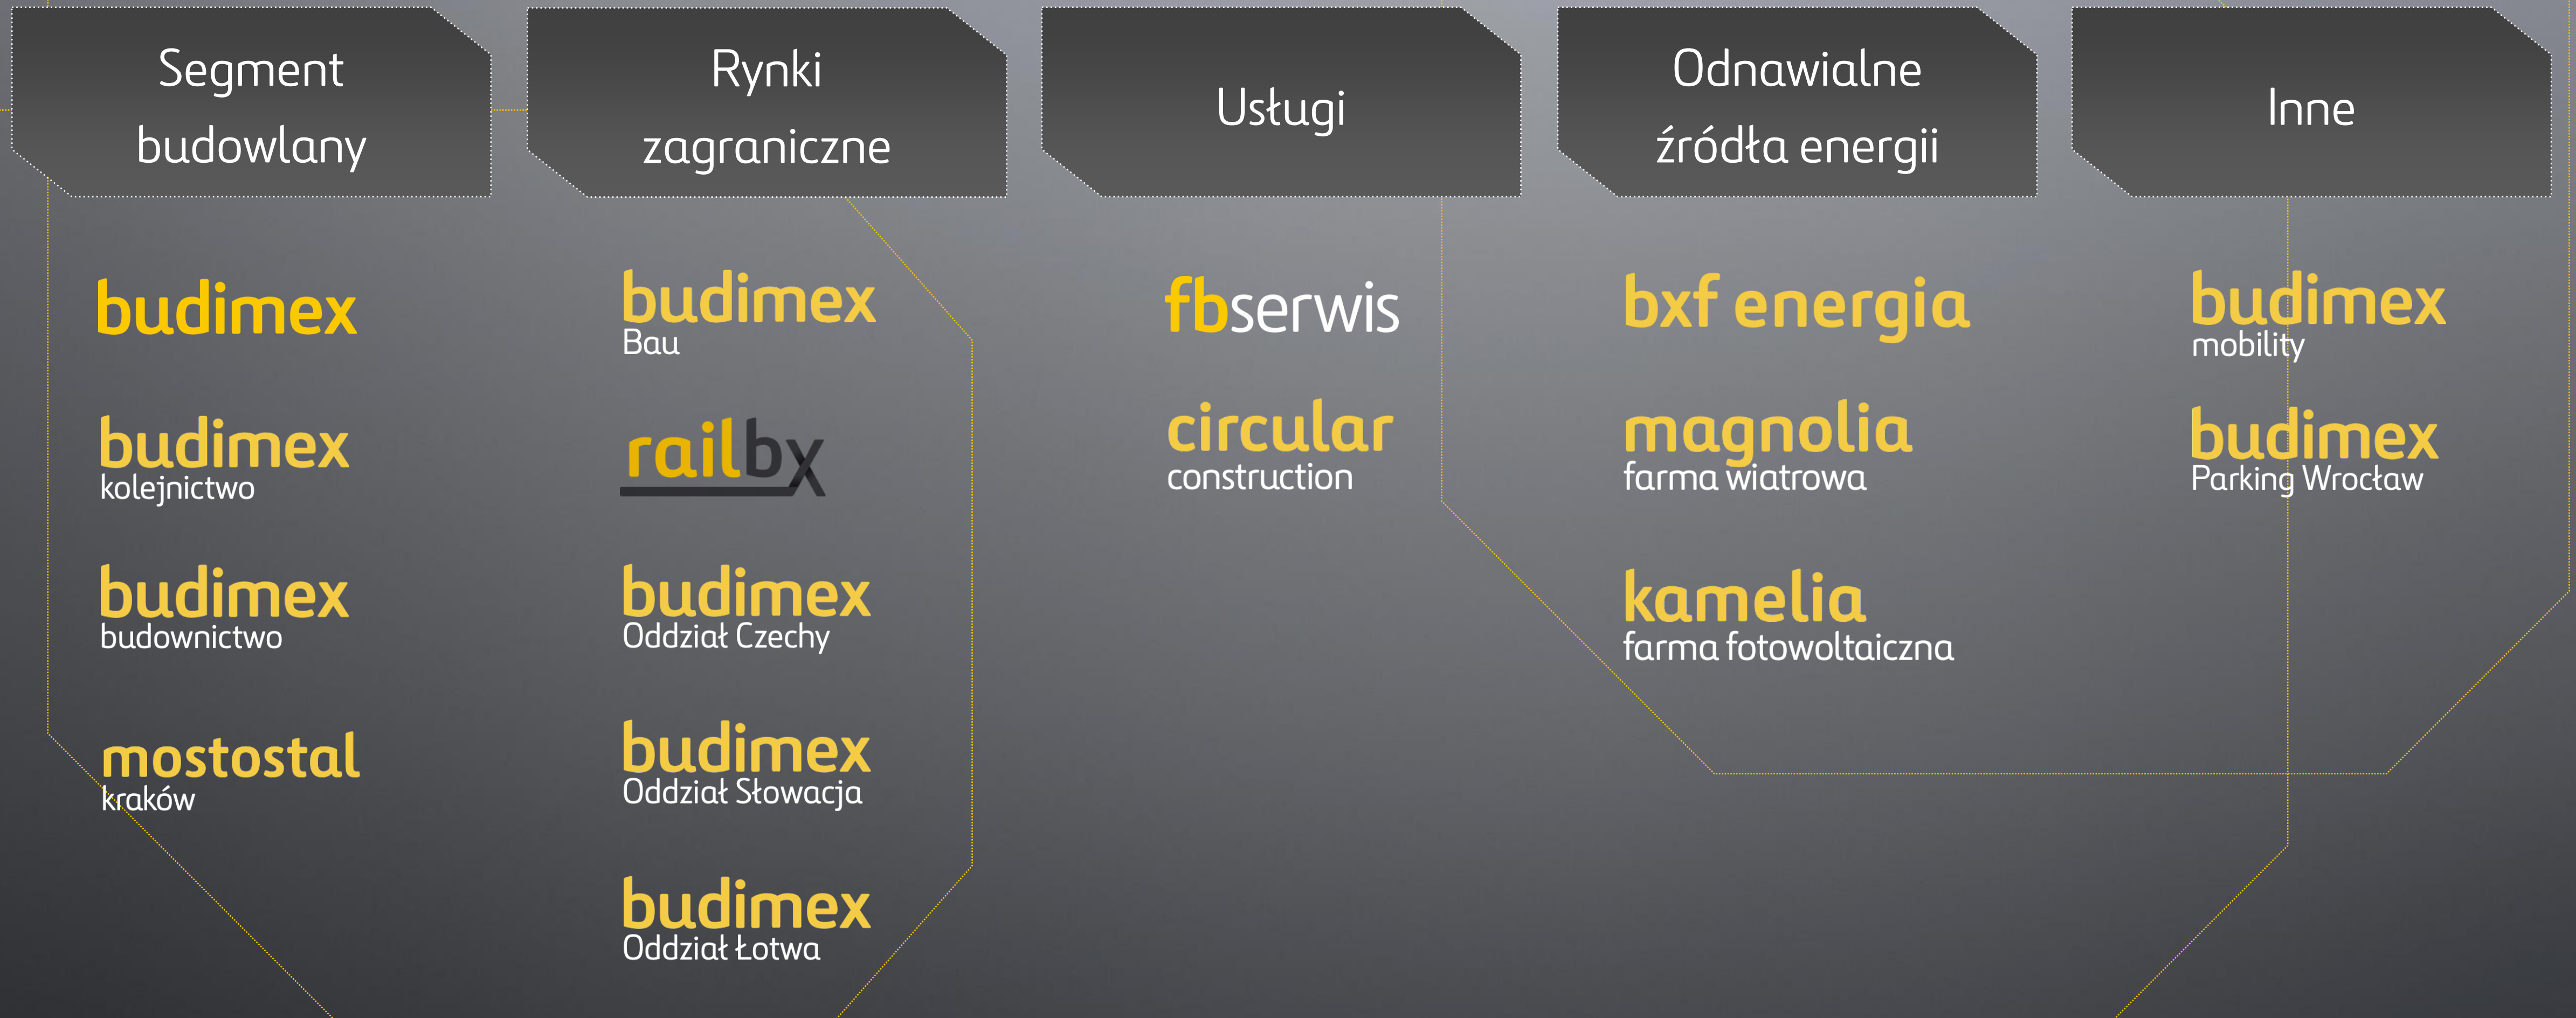 Segment
budowlany
Rynki
zagraniczne
Usługi
Odnawialne
źródła energii
Inne
budimex
budimex
kolejnictwo
budimex
budownictwo
mostostal
kraków
budimex
Bau
railbx
budimex
Oddział Czechy
budimex
Oddział Słowacja
budimex
Oddział Łotwa
fbserwis
circular
construction
bxf energia
magnolia
farma wiatrowa
kamelia
farma fotowoltaiczna
budimex
mobility
budimex
Parking Wrocław